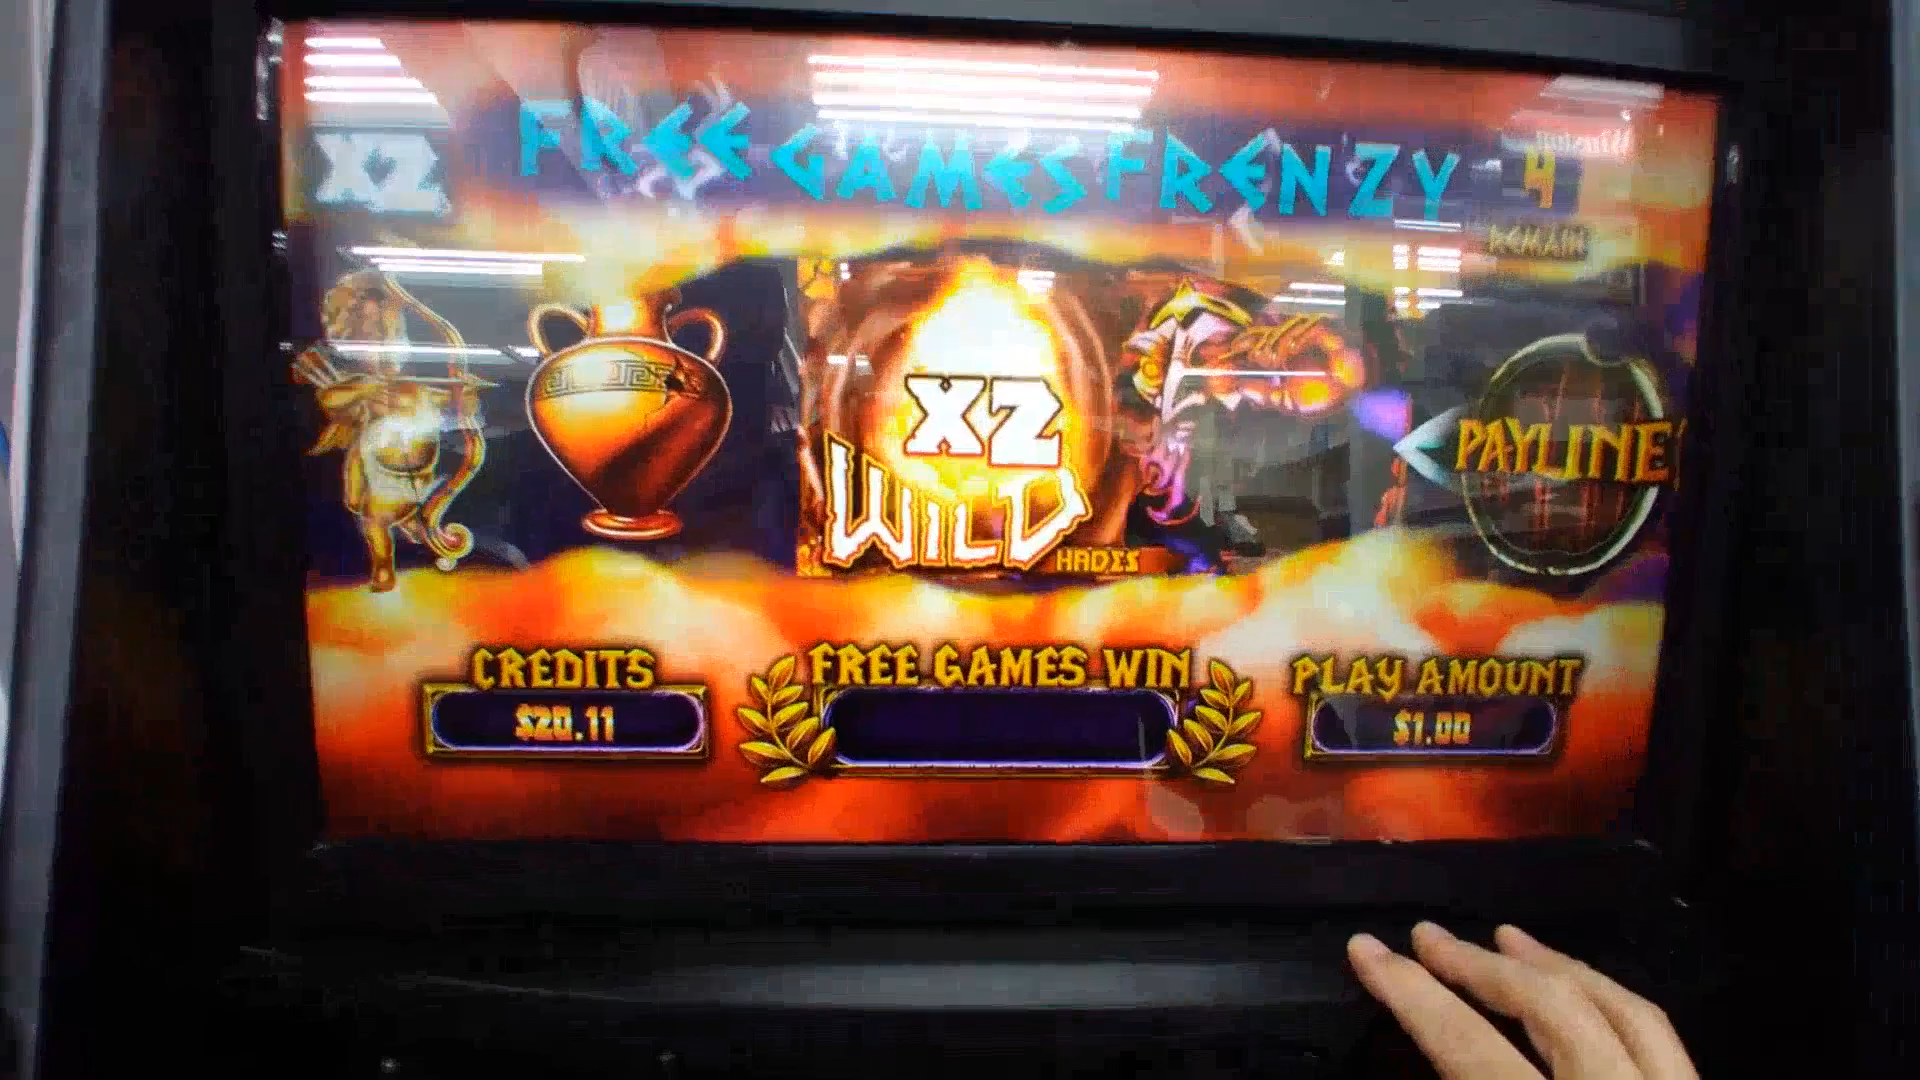 X2
FREE GAMES FRENZY
4
REMAIN
X2
WILD
HADES
PAYLINE
CREDITS
$20.11
FREE GAMES WIN
PLAY AMOUNT
$1.00